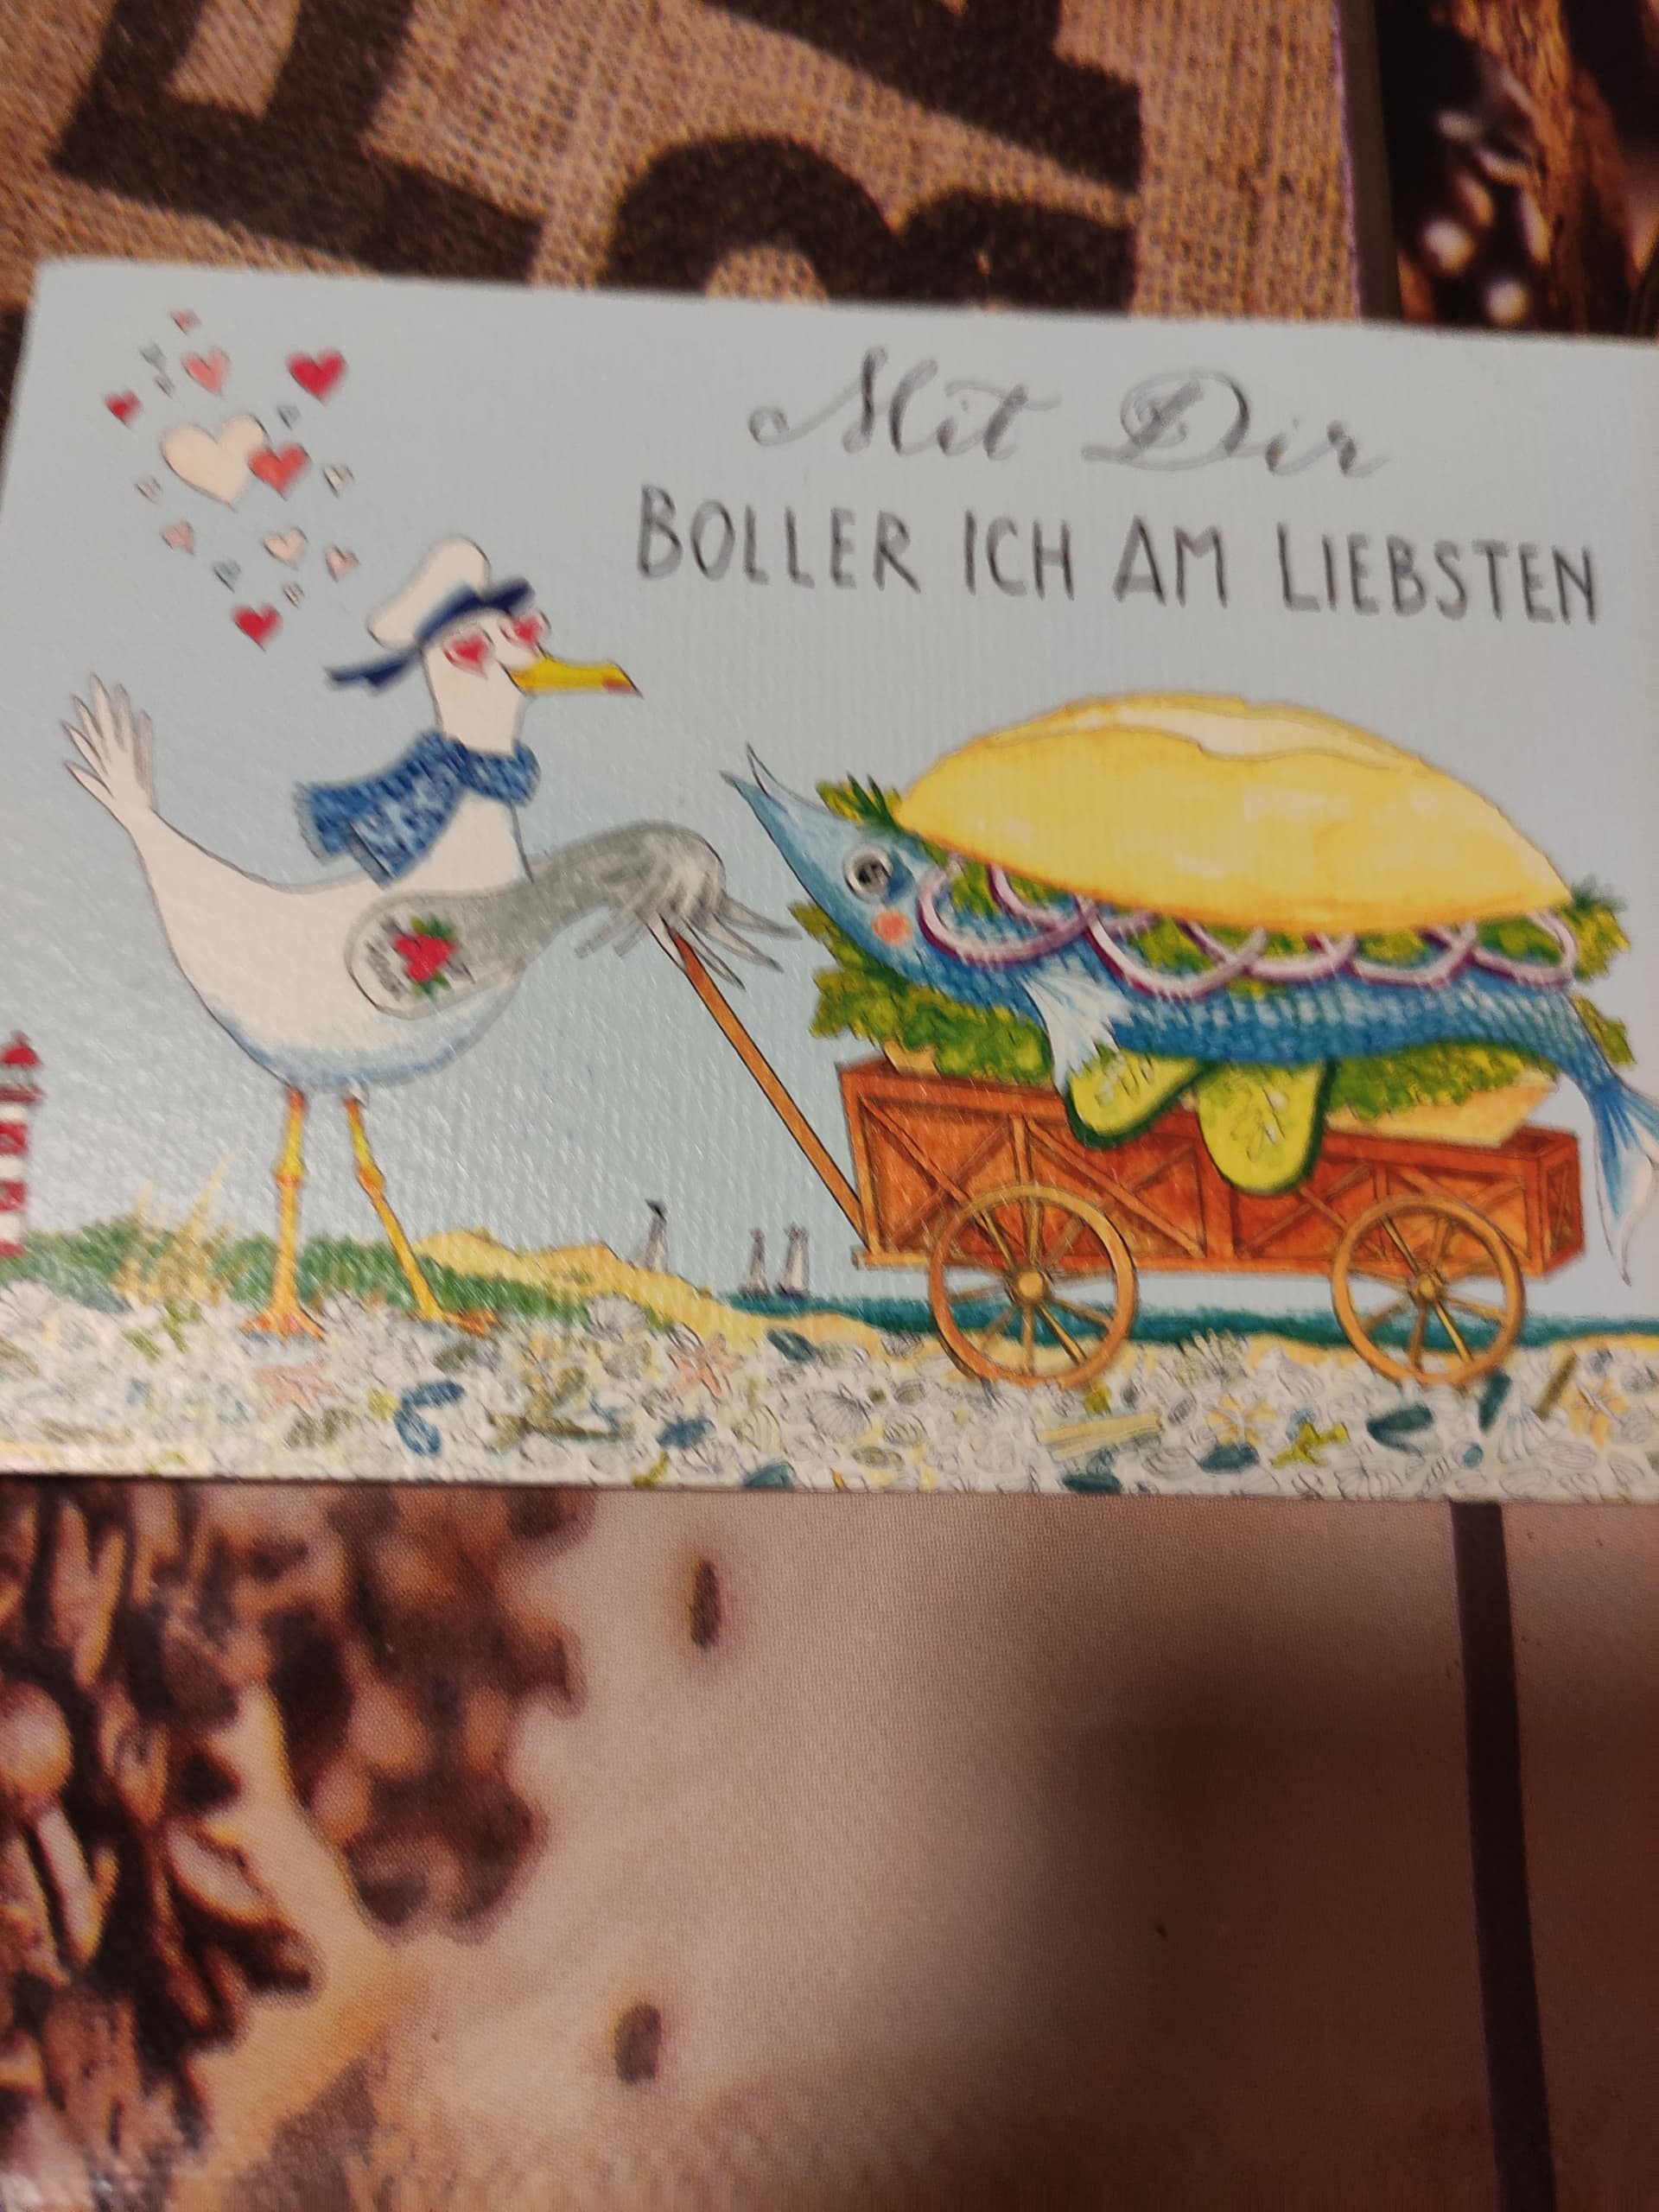 Mit Dir
BOLLER ICH AM LIEBSTEN